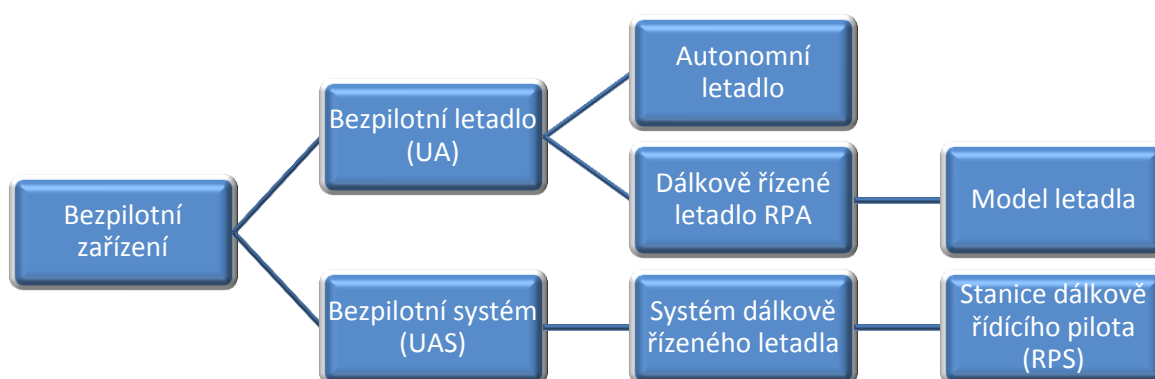 Autonomní
letadlo
Bezpilotní letadlo
(UA)
Dálkově řízené
letadlo RPA
Model letadla
Bezpilotní
zařízení
Bezpilotní systém
(UAS)
Systém dálkově
řízeného letadla
Stanice dálkově
řídícího pilota
(RPS)